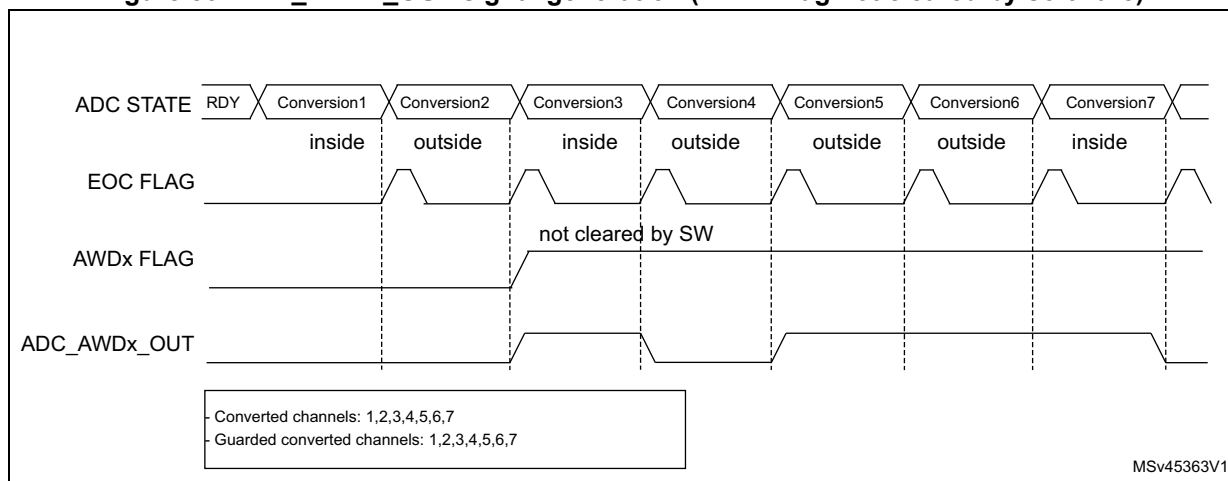 ADC STATE RDY Conversion1 Conversion2 Conversion3 Conversion4 Conversion5 Conversion6 Conversion7
inside outside inside outside outside outside inside
EOC FLAG
not cleared by SW
AWDx FLAG
ADC_AWDx_OUT
- Converted channels: 1,2,3,4,5,6,7
- Guarded converted channels: 1,2,3,4,5,6,7
MSv45363V1